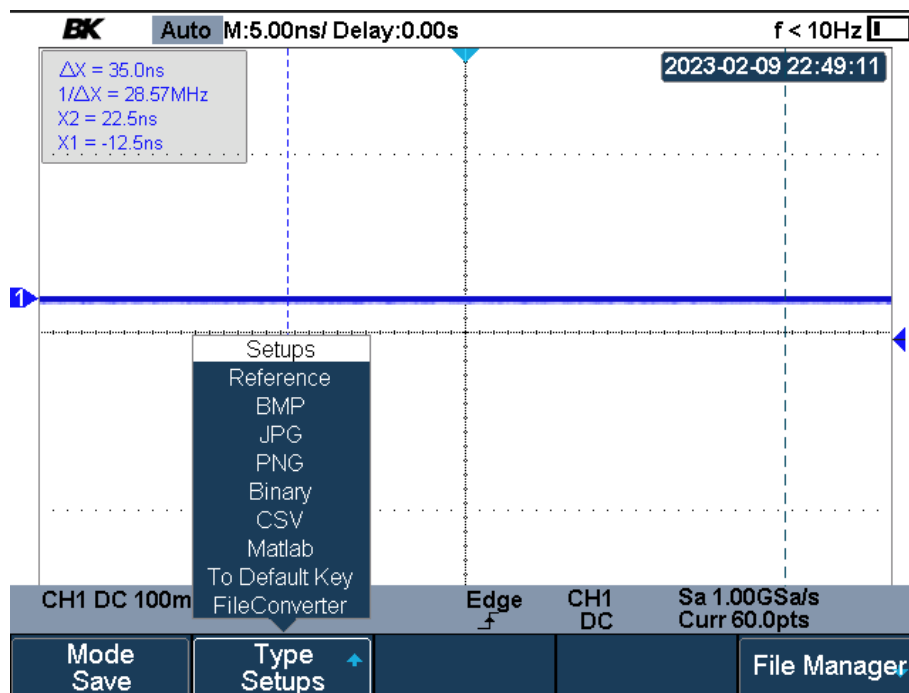 BK Auto M:5.00ns/ Delay:0.00s f < 10Hz
ΔX = 35.0ns
1/ΔX = 28.57MHz
X2 = 22.5ns
X1 = -12.5ns
2023-02-09 22:49:11
1
Setups
Reference
BMP
JPG
PNG
Binary
CSV
Matlab
To Default Key
FileConverter
CH1 DC 100m
Edge
CH1
DC
Sa 1.00GSa/s
Curr 60.0pts
Mode
Save
Type
Setups
File Manager